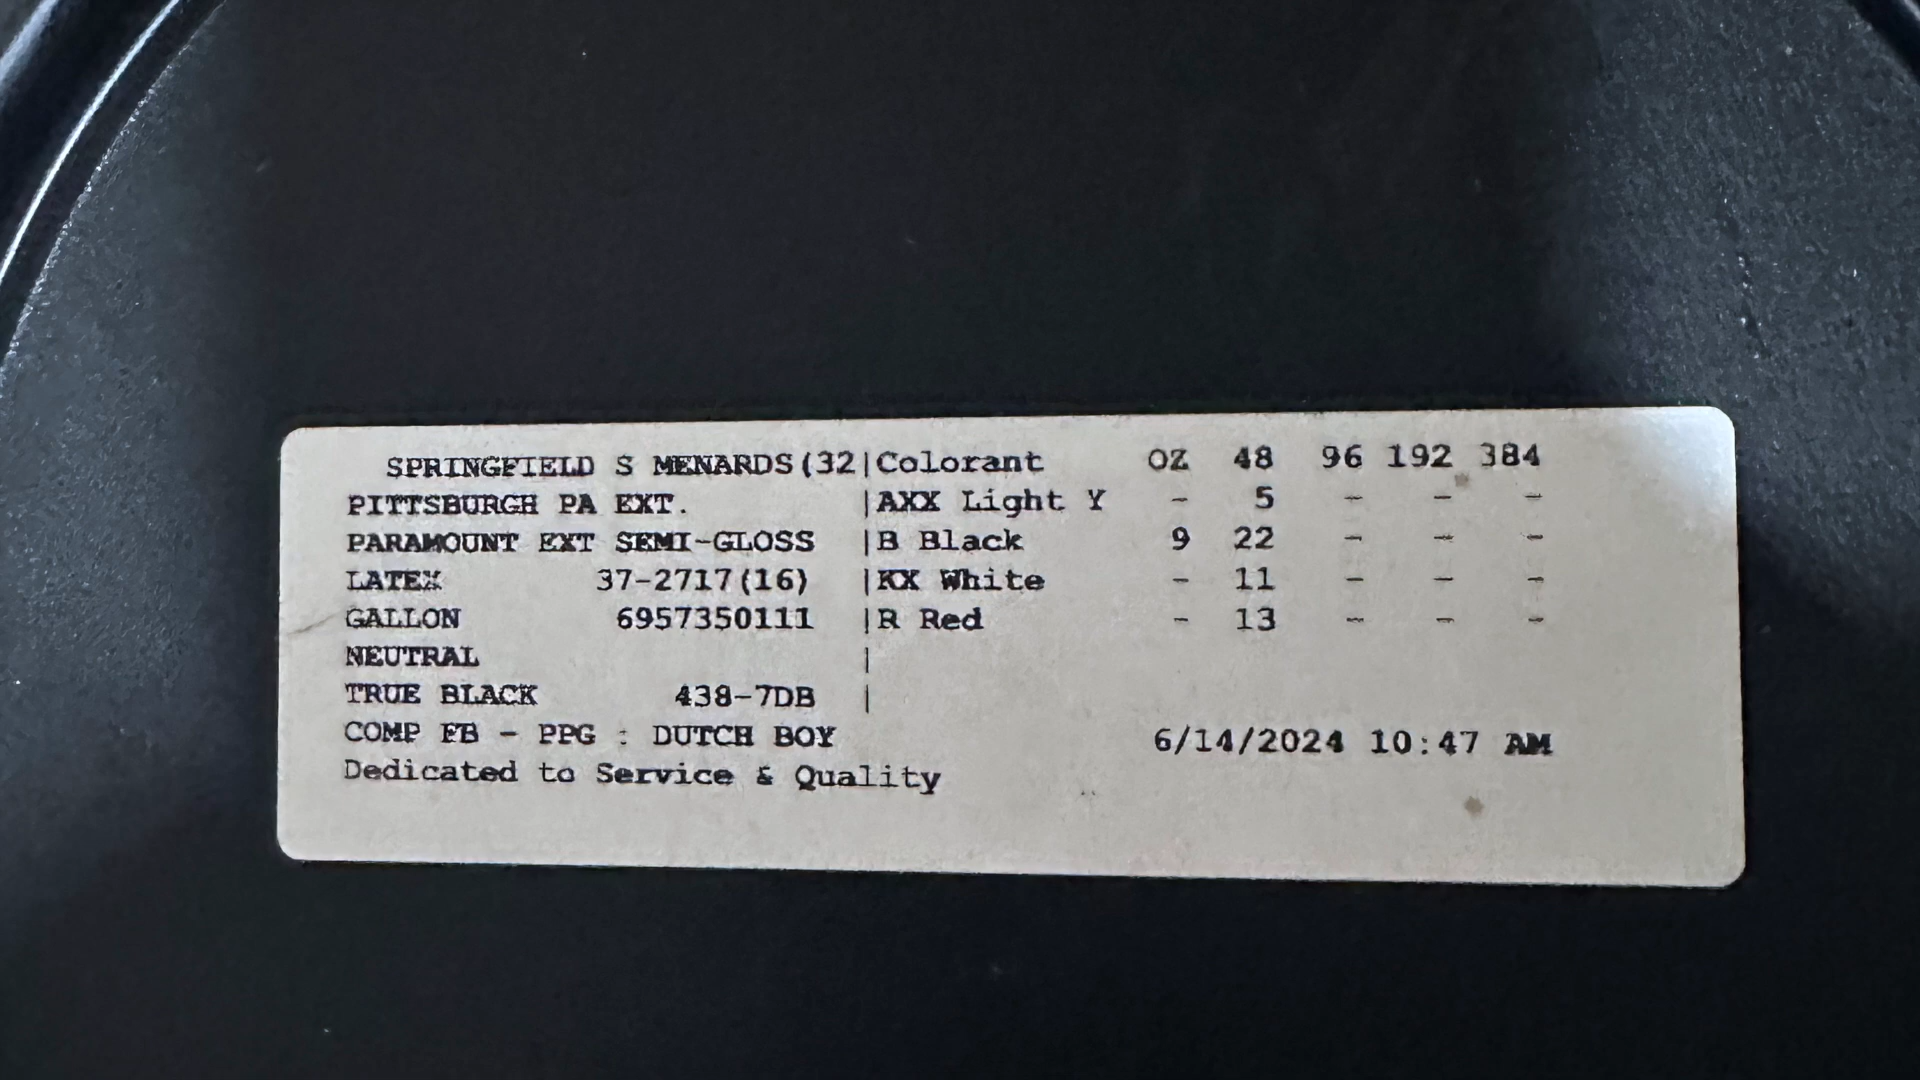 SPRINGFIELD S MENARDS(32|Colorant OZ 48 96 192 384
PITTSBURGH PA EXT. |AXX Light Y - 5 - - -
PARAMOUNT EXT SEMI-GLOSS |B Black 9 22 - - -
LATEX 37-2717(16) |KX White - 11 - - -
GALLON 6957350111 |R Red - 13 - - -
NEUTRAL |
TRUE BLACK 438-7DB |
COMP FB - PPG : DUTCH BOY 6/14/2024 10:47 AM
Dedicated to Service & Quality